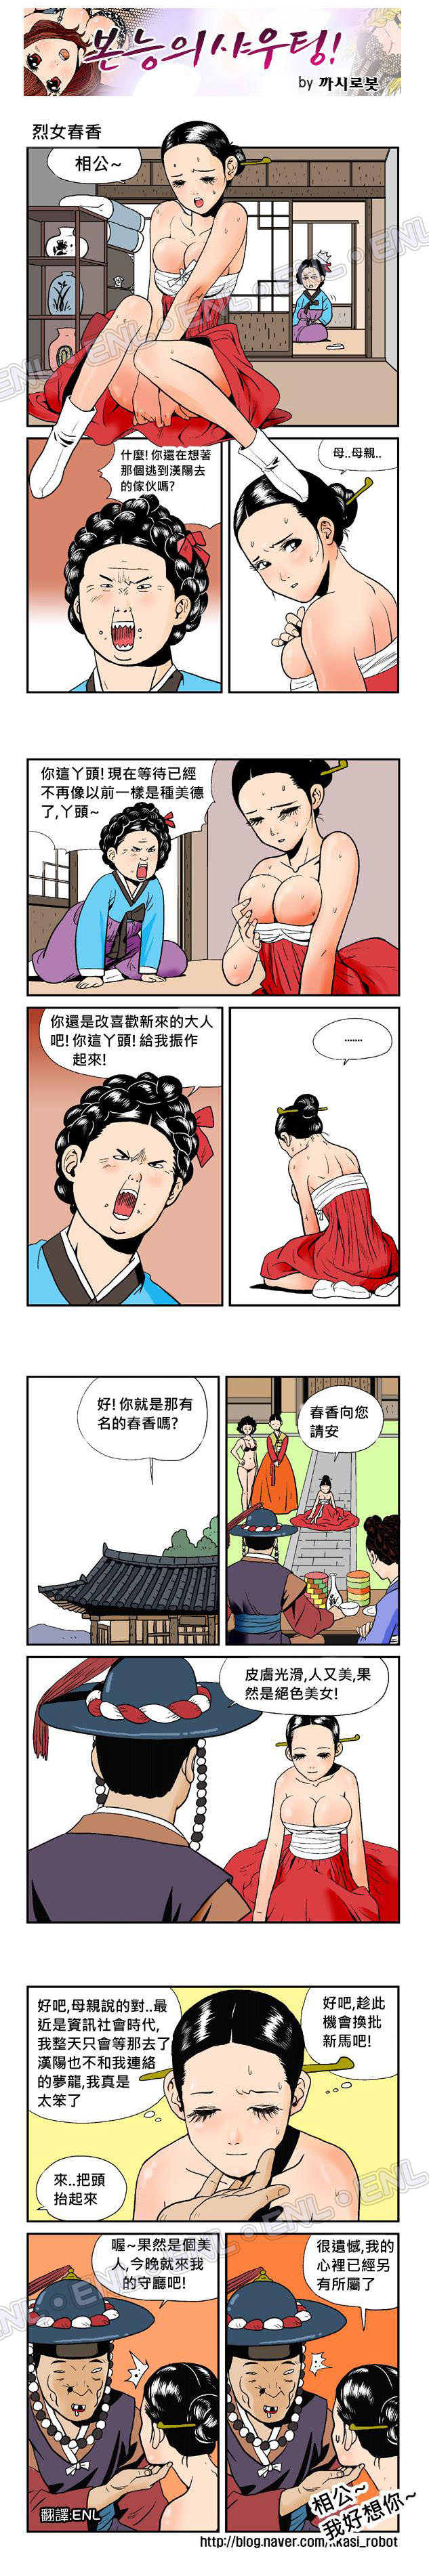 본능의샤우팅!
by 까시로봇
烈女春香
相公~
什麼! 你還在想著
那個逃到漢陽去
的傢伙嗎?
母..母親..
你這丫頭! 現在等待已經
不再像以前一樣是種美德
了,丫頭~
你還是改喜歡新來的大人
吧! 你這丫頭! 給我振作
起來!
.......
好! 你就是那有
名的春香嗎?
春香向您
請安
皮膚光滑,人又美,果
然是絕色美女!
好吧,母親說的對..最
近是資訊社會時代,
我整天只會等那去了
漢陽也不和我連絡
的夢龍,我真是
太笨了
好吧,趁此
機會換批
新馬吧!
來..把頭
抬起來
喔~果然是個美
人,今晚就來我
的守廳吧!
很遺憾,我的
心裡已經另
有所屬了
相公~
我好想你~
翻譯:ENL
http://blog.naver.com/kkasi_robot
ENL